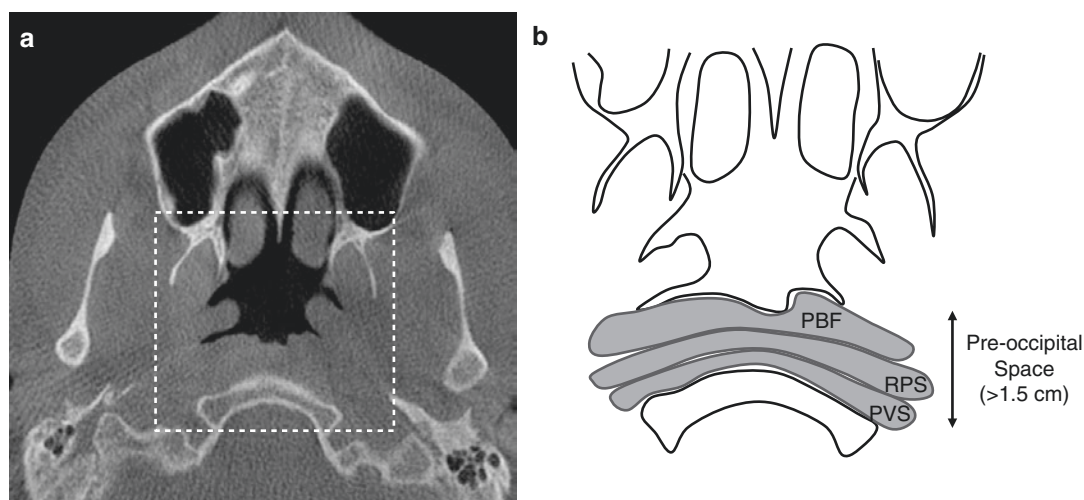 a
b
PBF
RPS
PVS
Pre-occipital
Space
(>1.5 cm)